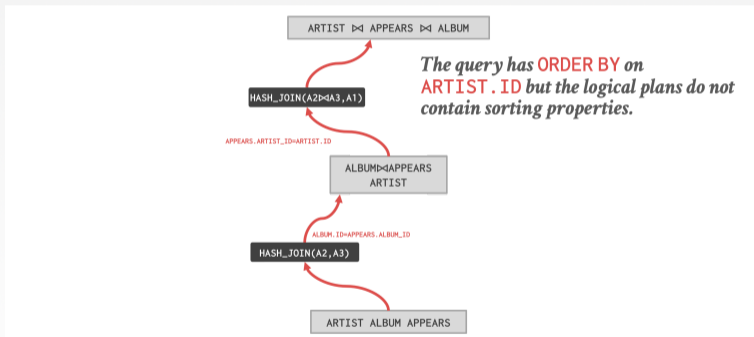 ARTIST ⋈ APPEARS ⋈ ALBUM
The query has ORDER BY on
ARTIST.ID but the logical plans do not
contain sorting properties.
HASH_JOIN(A2⋈A3,A1)
APPEARS.ARTIST_ID=ARTIST.ID
ALBUM⋈APPEARS
ARTIST
ALBUM.ID=APPEARS.ALBUM_ID
HASH_JOIN(A2,A3)
ARTIST ALBUM APPEARS